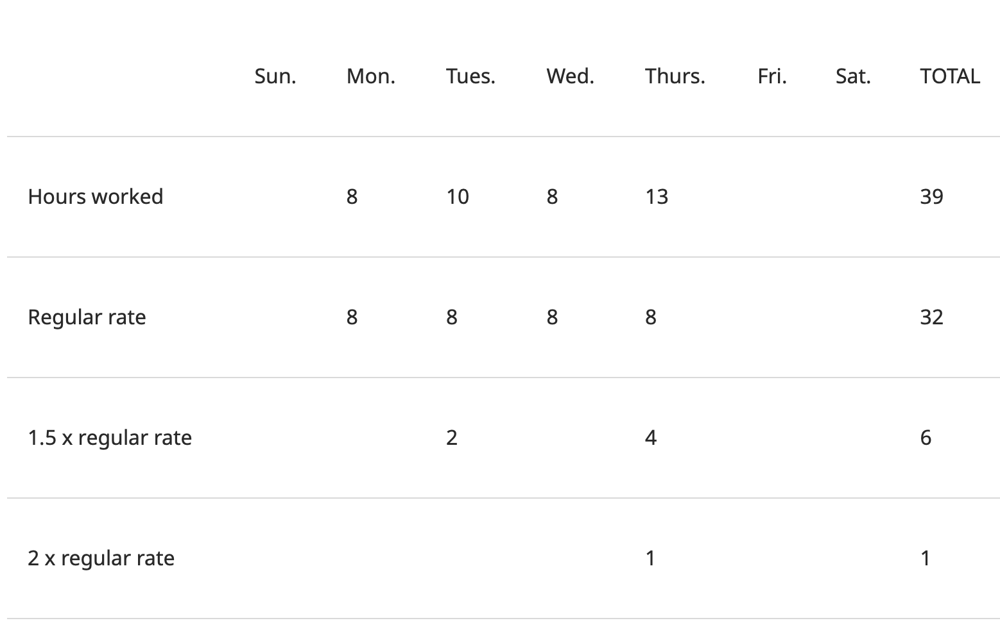 Sun. Mon. Tues. Wed. Thurs. Fri. Sat. TOTAL
Hours worked 8 10 8 13 39
Regular rate 8 8 8 8 32
1.5 x regular rate 2 4 6
2 x regular rate 1 1